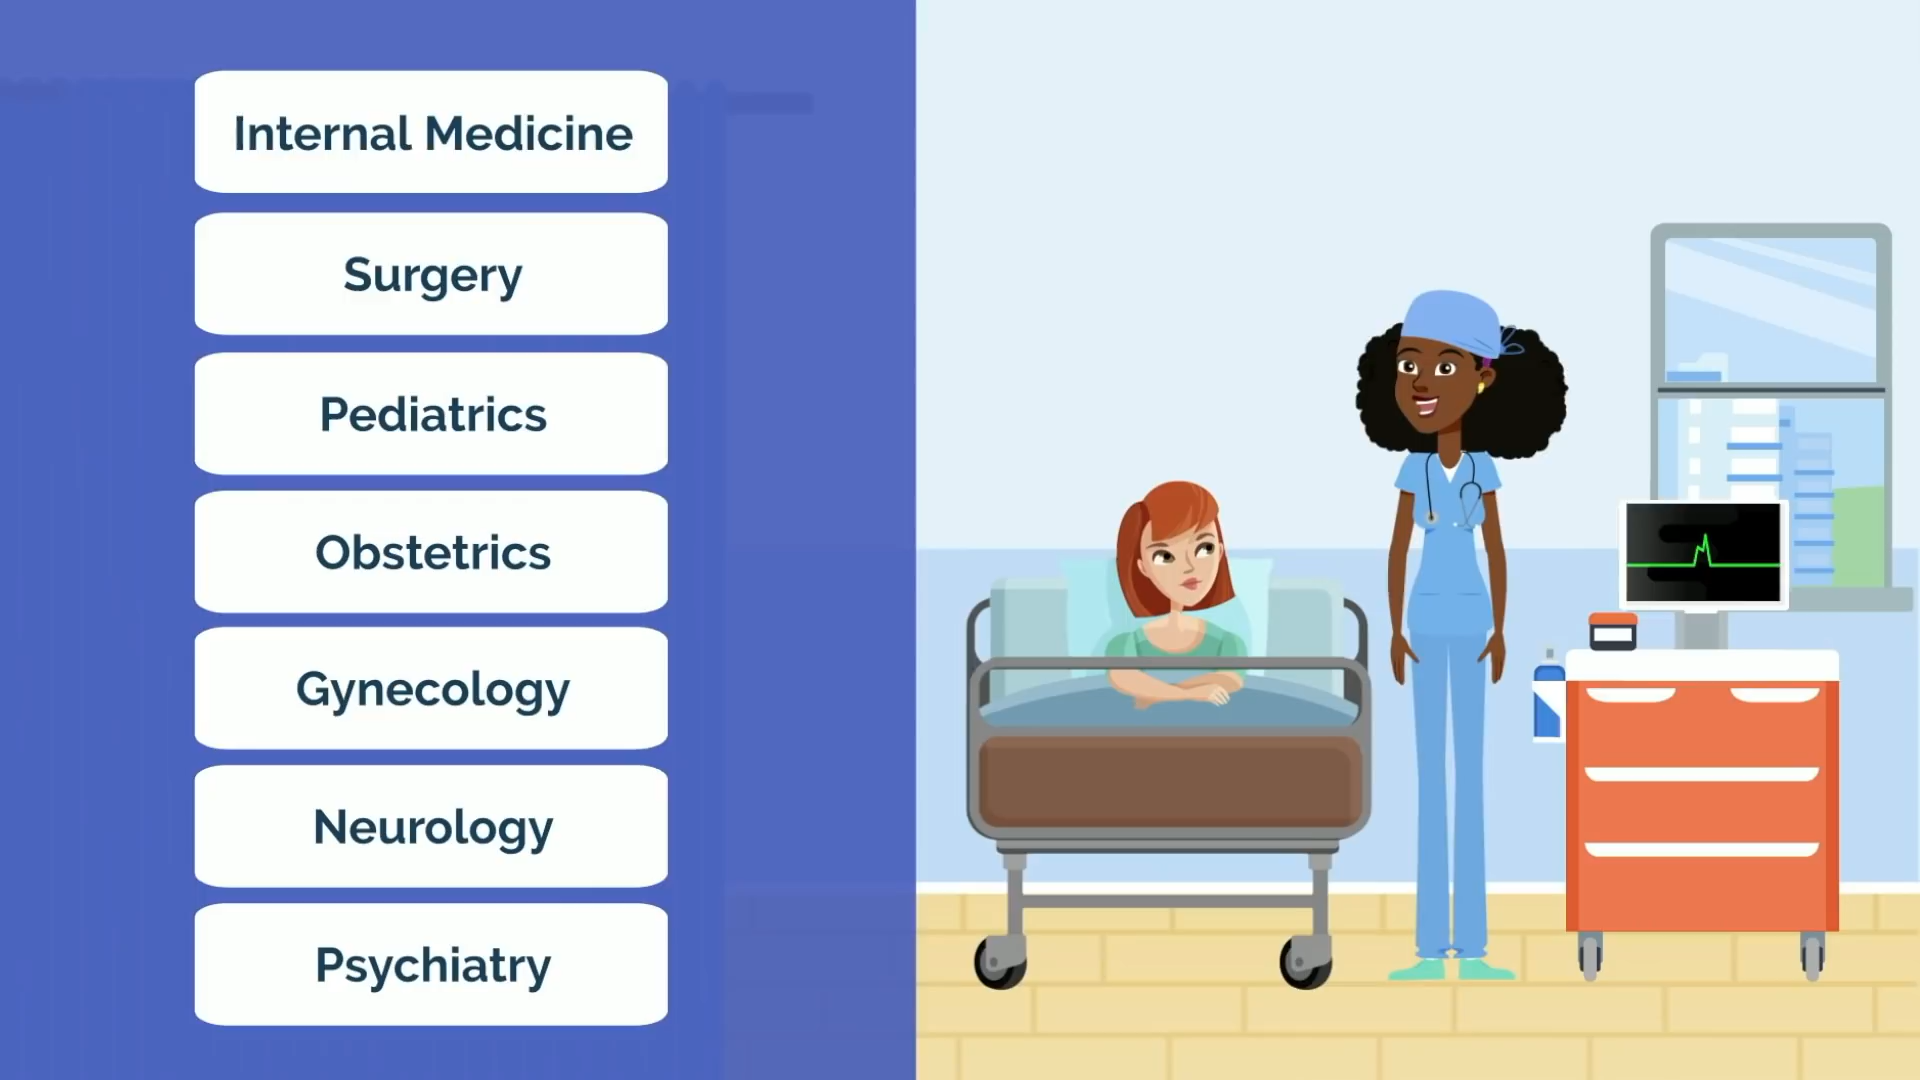 Internal Medicine
Surgery
Pediatrics
Obstetrics
Gynecology
Neurology
Psychiatry